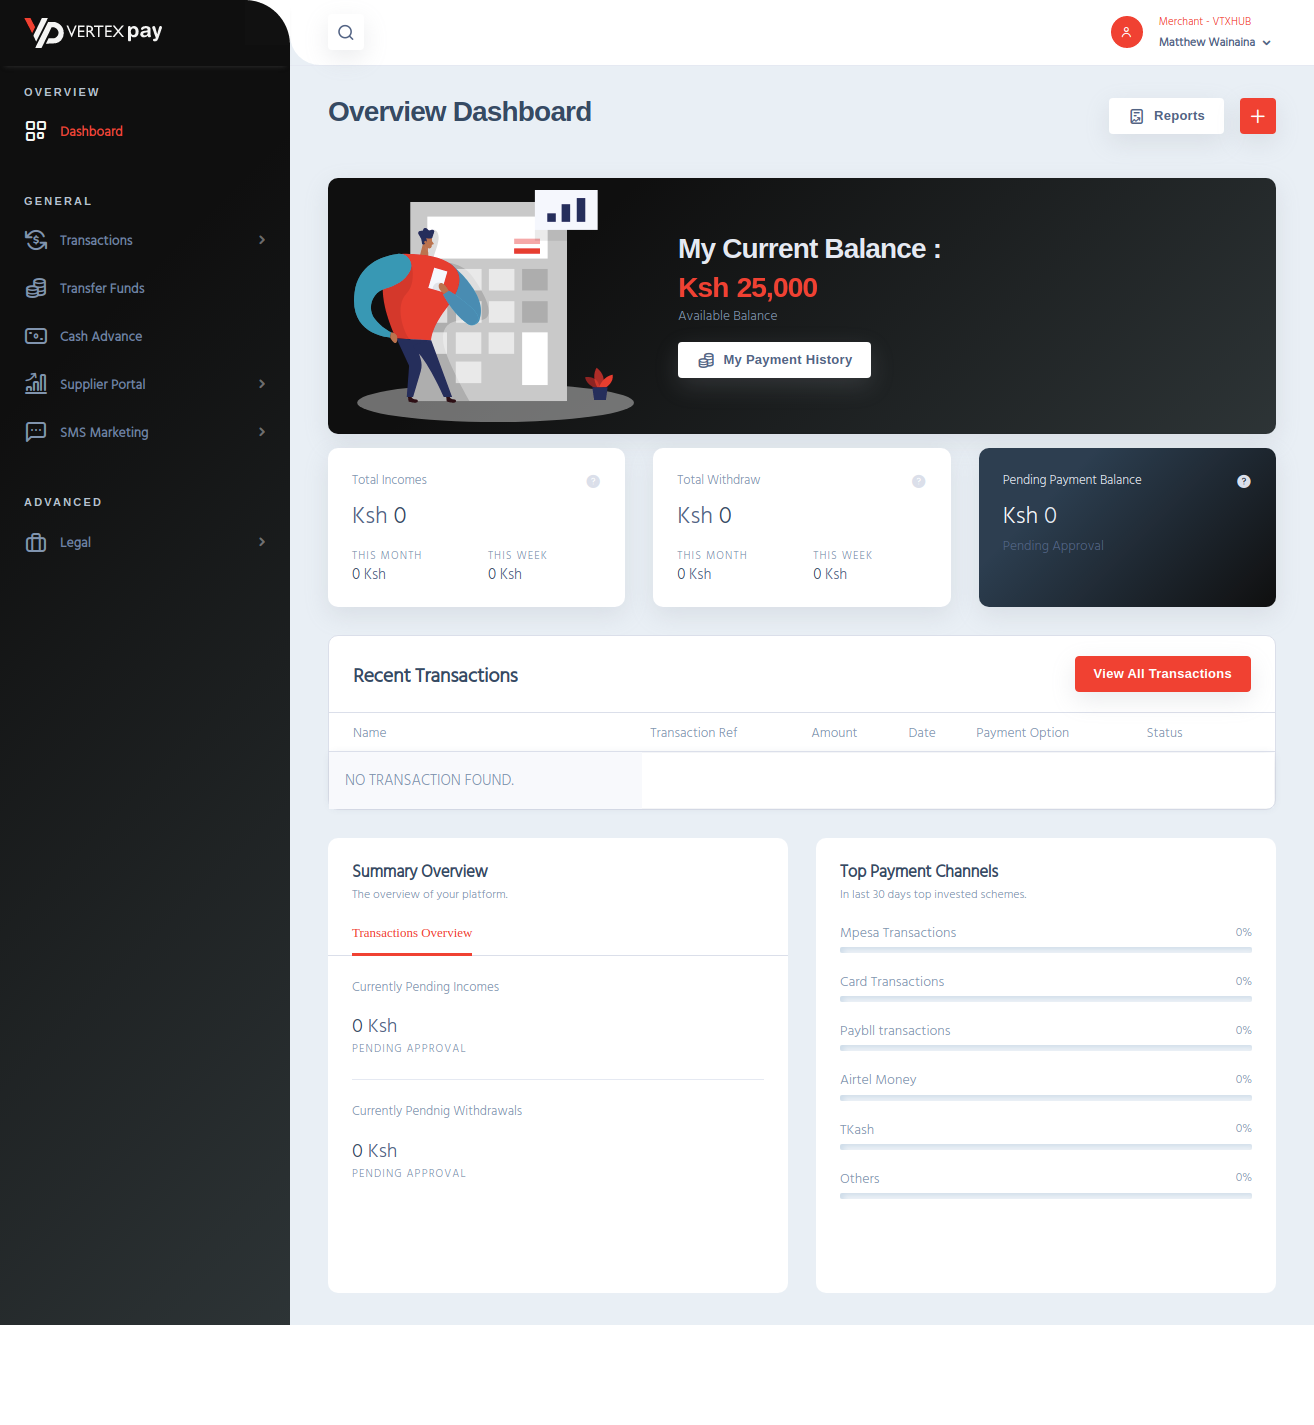 VERTEX pay
Merchant - VTXHUB
Matthew Wainaina
OVERVIEW
Dashboard
GENERAL
Transactions
Transfer Funds
Cash Advance
Supplier Portal
SMS Marketing
ADVANCED
Legal
Overview Dashboard
Reports
My Current Balance :
Ksh 25,000
Available Balance
My Payment History
Total Incomes
Ksh 0
THIS MONTH THIS WEEK
0 Ksh 0 Ksh
Total Withdraw
Ksh 0
THIS MONTH THIS WEEK
0 Ksh 0 Ksh
Pending Payment Balance
Ksh 0
Pending Approval
Recent Transactions
View All Transactions
Name Transaction Ref Amount Date Payment Option Status
NO TRANSACTION FOUND.
Summary Overview
The overview of your platform.
Transactions Overview
Currently Pending Incomes
0 Ksh
PENDING APPROVAL
Currently Pendnig Withdrawals
0 Ksh
PENDING APPROVAL
Top Payment Channels
In last 30 days top invested schemes.
Mpesa Transactions 0%
Card Transactions 0%
Paybll transactions 0%
Airtel Money 0%
TKash 0%
Others 0%